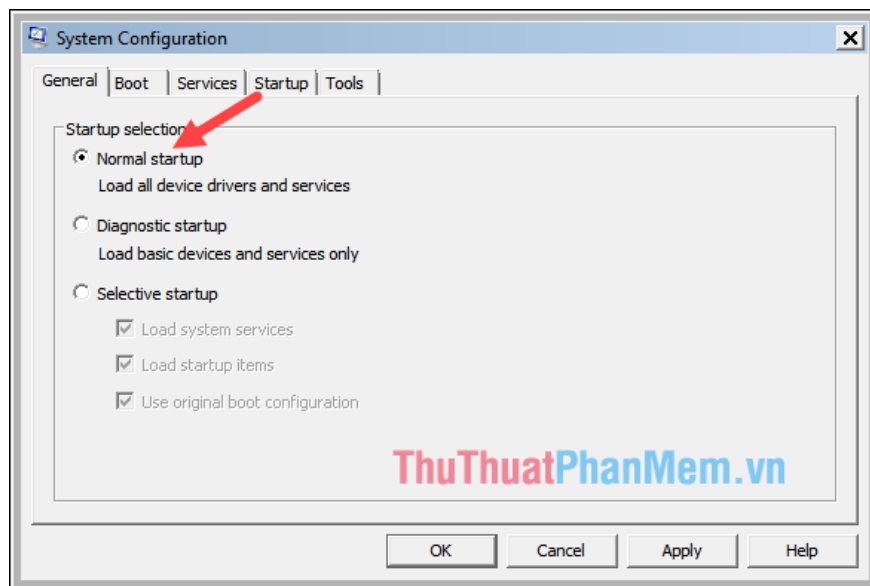 System Configuration
General Boot Services Startup Tools
Startup selection
Normal startup
Load all device drivers and services
Diagnostic startup
Load basic devices and services only
Selective startup
Load system services
Load startup items
Use original boot configuration
ThuThuatPhanMem.vn
OK Cancel Apply Help